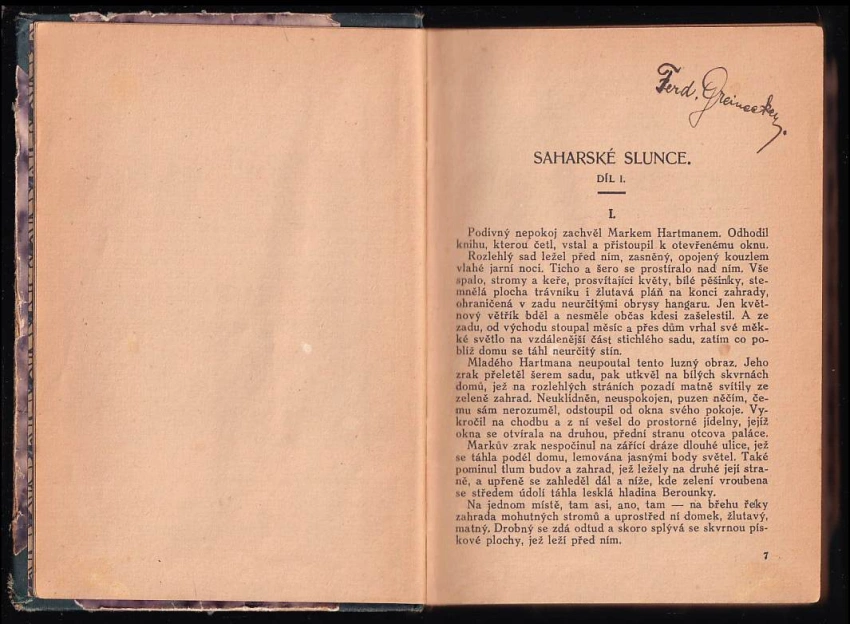 Ferd.
SAHARSKÉ SLUNCE.
DÍL I.
I.
Podivný nepokoj zachvěl Markem Hartmanem. Odhodil
knihu, kterou četl, vstal a přistoupil k otevřenému oknu.
Rozlehlý sad ležel před ním, zasněný, opojený kouzlem
vlahé jarní noci. Ticho a šero se prostíralo nad ním. Vše
spalo, stromy a keře, prosvítající květy, bílé pěšinky, ste-
mnělá plocha trávníku i žlutavá pláň na konci zahrady,
ohraničená v zadu neurčitými obrysy hangaru. Jen květ-
nový větřík bděl a nesměle občas kdesi zašelestil. A ze
zadu, od východu stoupal měsíc a přes dům vrhal své měk-
ké světlo na vzdálenější část stichlého sadu, zatím co po-
blíž domu se táhl neurčitý stín.
Mladého Hartmana neupoutal tento luzný obraz. Jeho
zrak přeletěl šerem sadu, pak utkvěl na bílých skvrnách
domů, jež na rozlehlých stráních pozadí matně svítily ze
zeleně zahrad. Neuklidněn, neuspokojen, puzen něčím, če-
mu sám nerozuměl, odstoupil od okna svého pokoje. Vy-
kročil na chodbu a z ní vešel do prostorné jídelny, jejíž
okna se otvírala na druhou, přední stranu otcova paláce.
Markův zrak nespočinul na zářící dráze dlouhé ulice, jež
se táhla podél domu, lemována jasnými body světel. Také
pominul tlum budov a zahrad, jež ležely na druhé její stra-
ně, a upřeně se zahleděl dál a níže, kde zelení vroubena
se středem údolí táhla lesklá hladina Berounky.
Na jednom místě, tam asi, ano, tam — na břehu řeky
zahrada mohutných stromů a uprostřed ní domek, žlutavý,
matný. Drobný se zdá odtud a skoro splývá se skvrnou pís-
kové plochy, jež leží před ním.
7